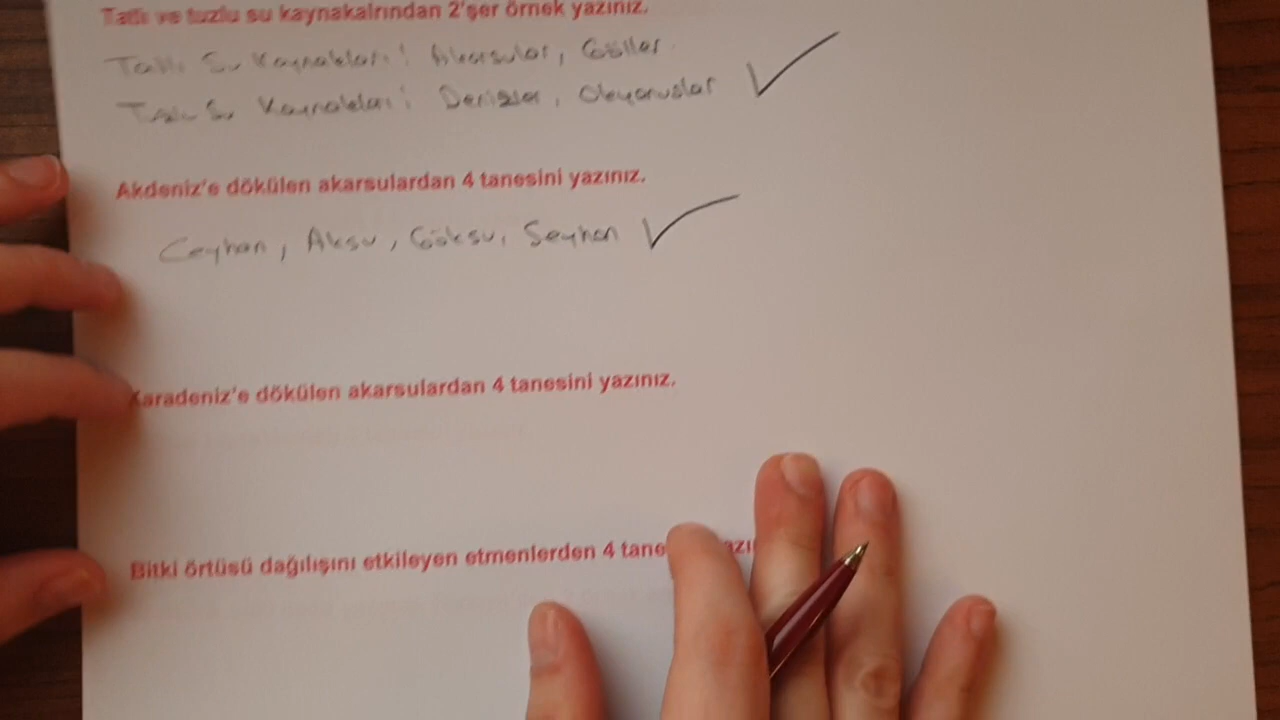 Tatlı ve tuzlu su kaynakalrından 2'şer örnek yazınız.
Tatlı Su Kaynakları: Akarsular, Göller
Tuzlu Su Kaynakları: Denizler, Okyanuslar
Akdeniz'e dökülen akarsulardan 4 tanesini yazınız.
Ceyhan, Aksu, Göksu, Seyhan
Karadeniz'e dökülen akarsulardan 4 tanesini yazınız.
Bitki örtüsü dağılışını etkileyen etmenlerden 4